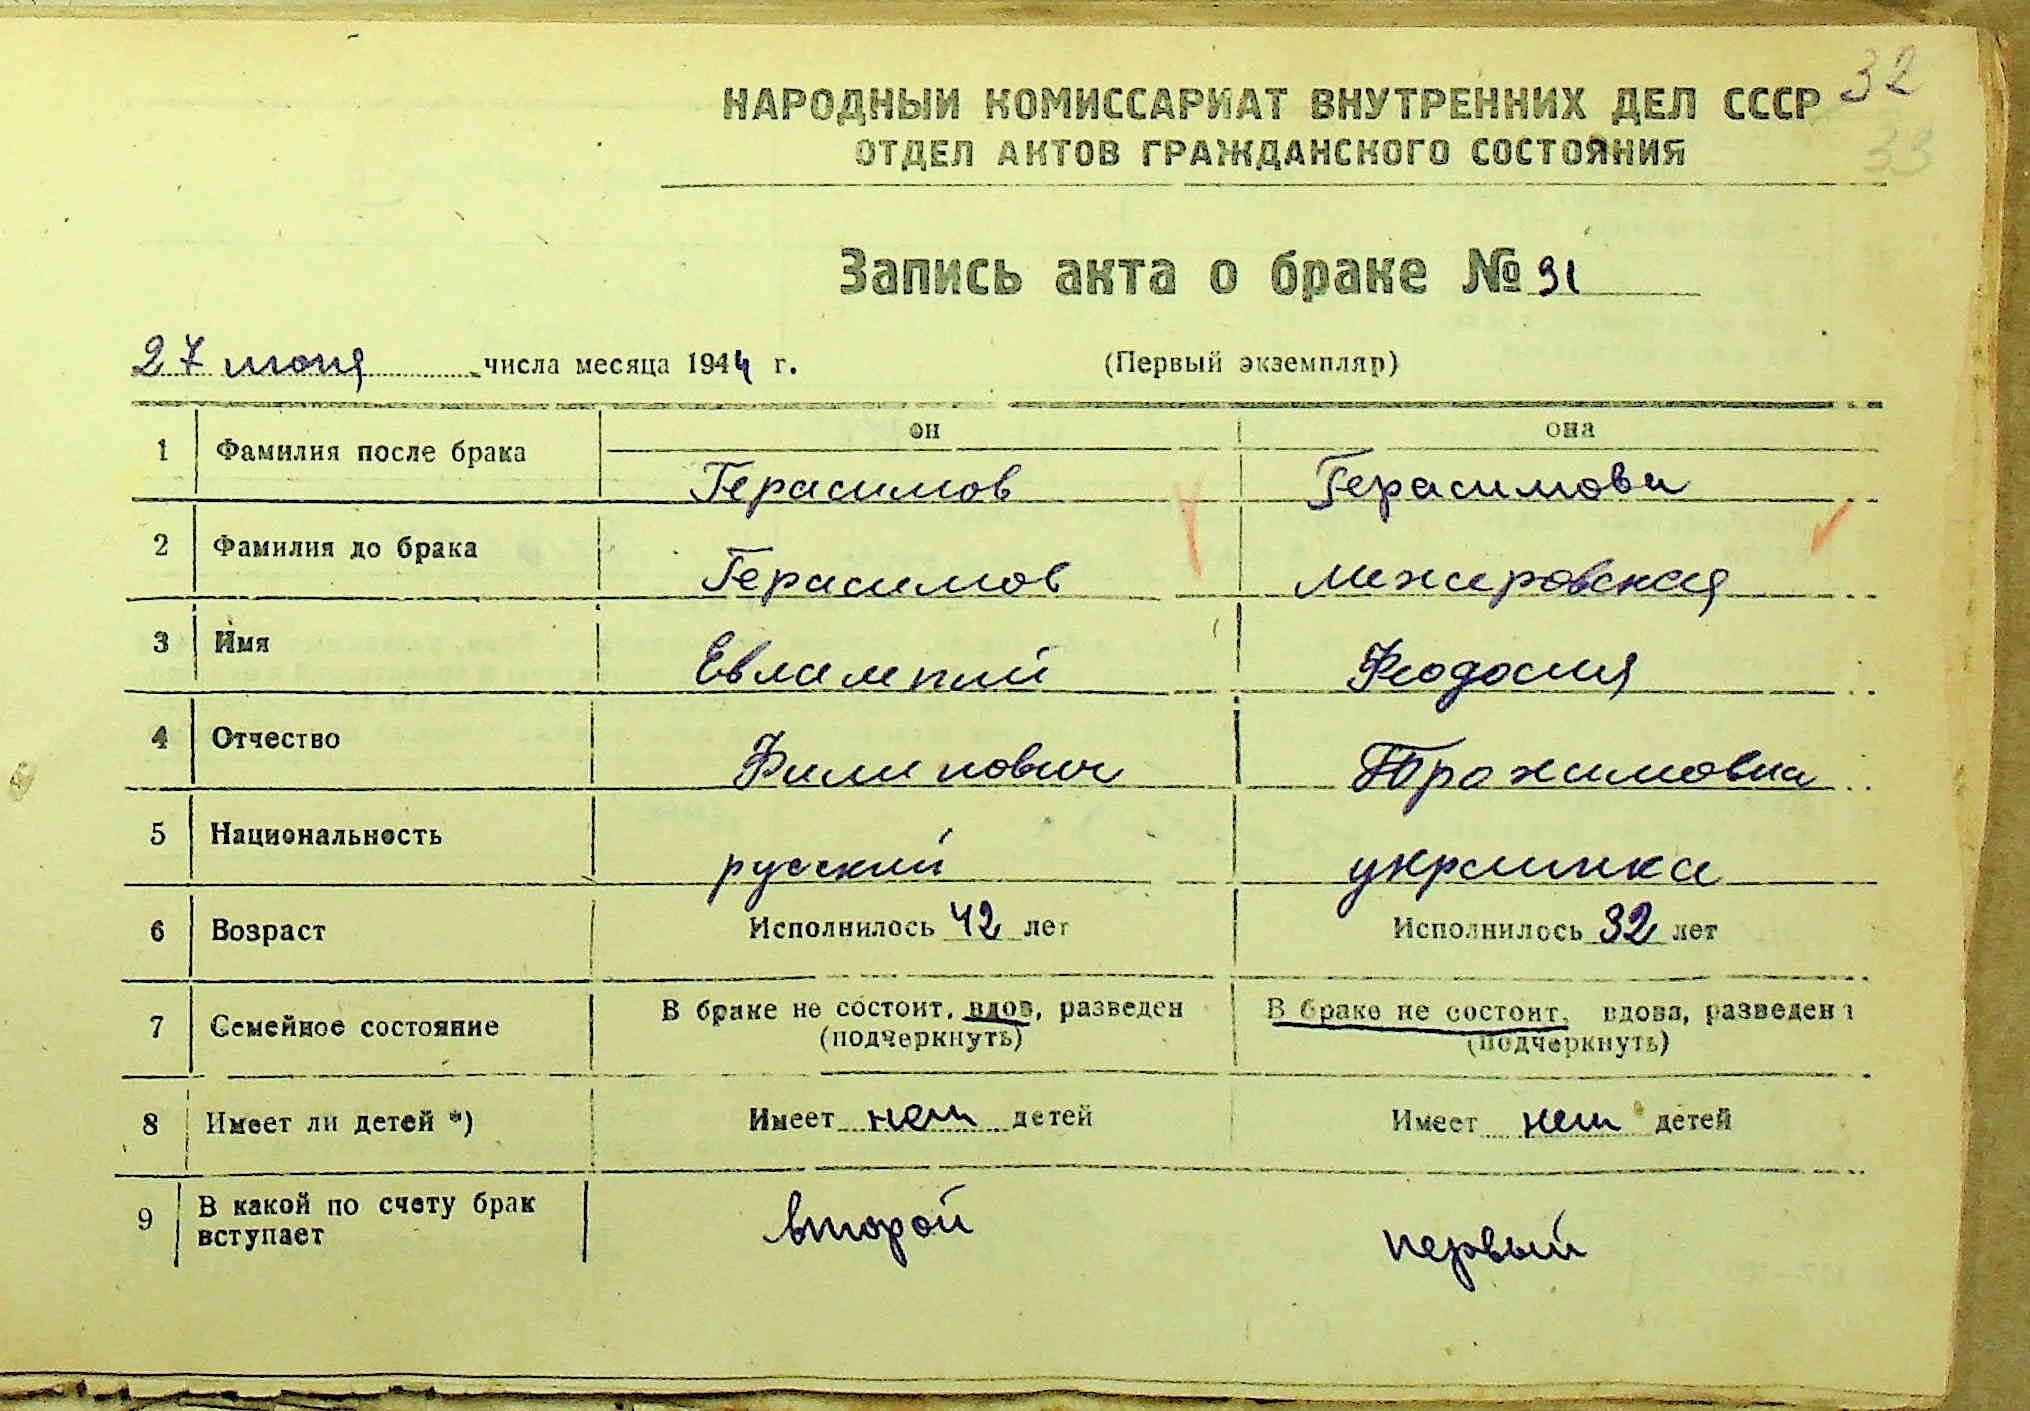 32
33
НАРОДНЫЙ КОМИССАРИАТ ВНУТРЕННИХ ДЕЛ СССР
ОТДЕЛ АКТОВ ГРАЖДАНСКОГО СОСТОЯНИЯ
Запись акта о браке № 31
27 июня числа месяца 1944 г. (Первый экземпляр)
он она
1 Фамилия после брака Герасимов Герасимова
2 Фамилия до брака Герасимов Межировская
3 Имя Евлампий Феодосия
4 Отчество Филипович Трохимовна
5 Национальность русский украинка
6 Возраст Исполнилось 42 лет Исполнилось 32 лет
7 Семейное состояние В браке не состоит, вдов, разведен (подчеркнуть) В браке не состоит, вдова, разведена (подчеркнуть)
8 Имеет ли детей *) Имеет нет детей Имеет нет детей
9 В какой по счету брак вступает второй первый